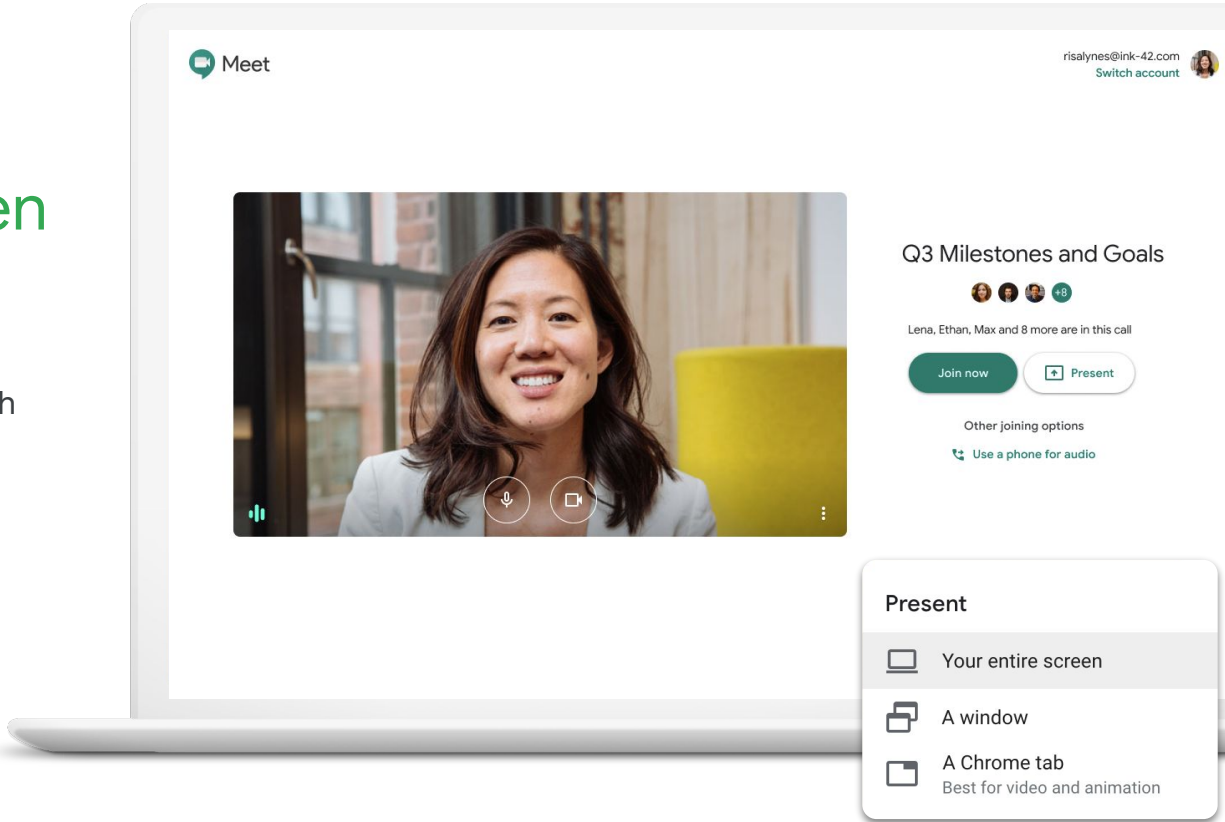 en
h
Meet
risalynes@ink-42.com
Switch account
Q3 Milestones and Goals
+8
Lena, Ethan, Max and 8 more are in this call
Join now
Present
Other joining options
Use a phone for audio
Present
Your entire screen
A window
A Chrome tab
Best for video and animation